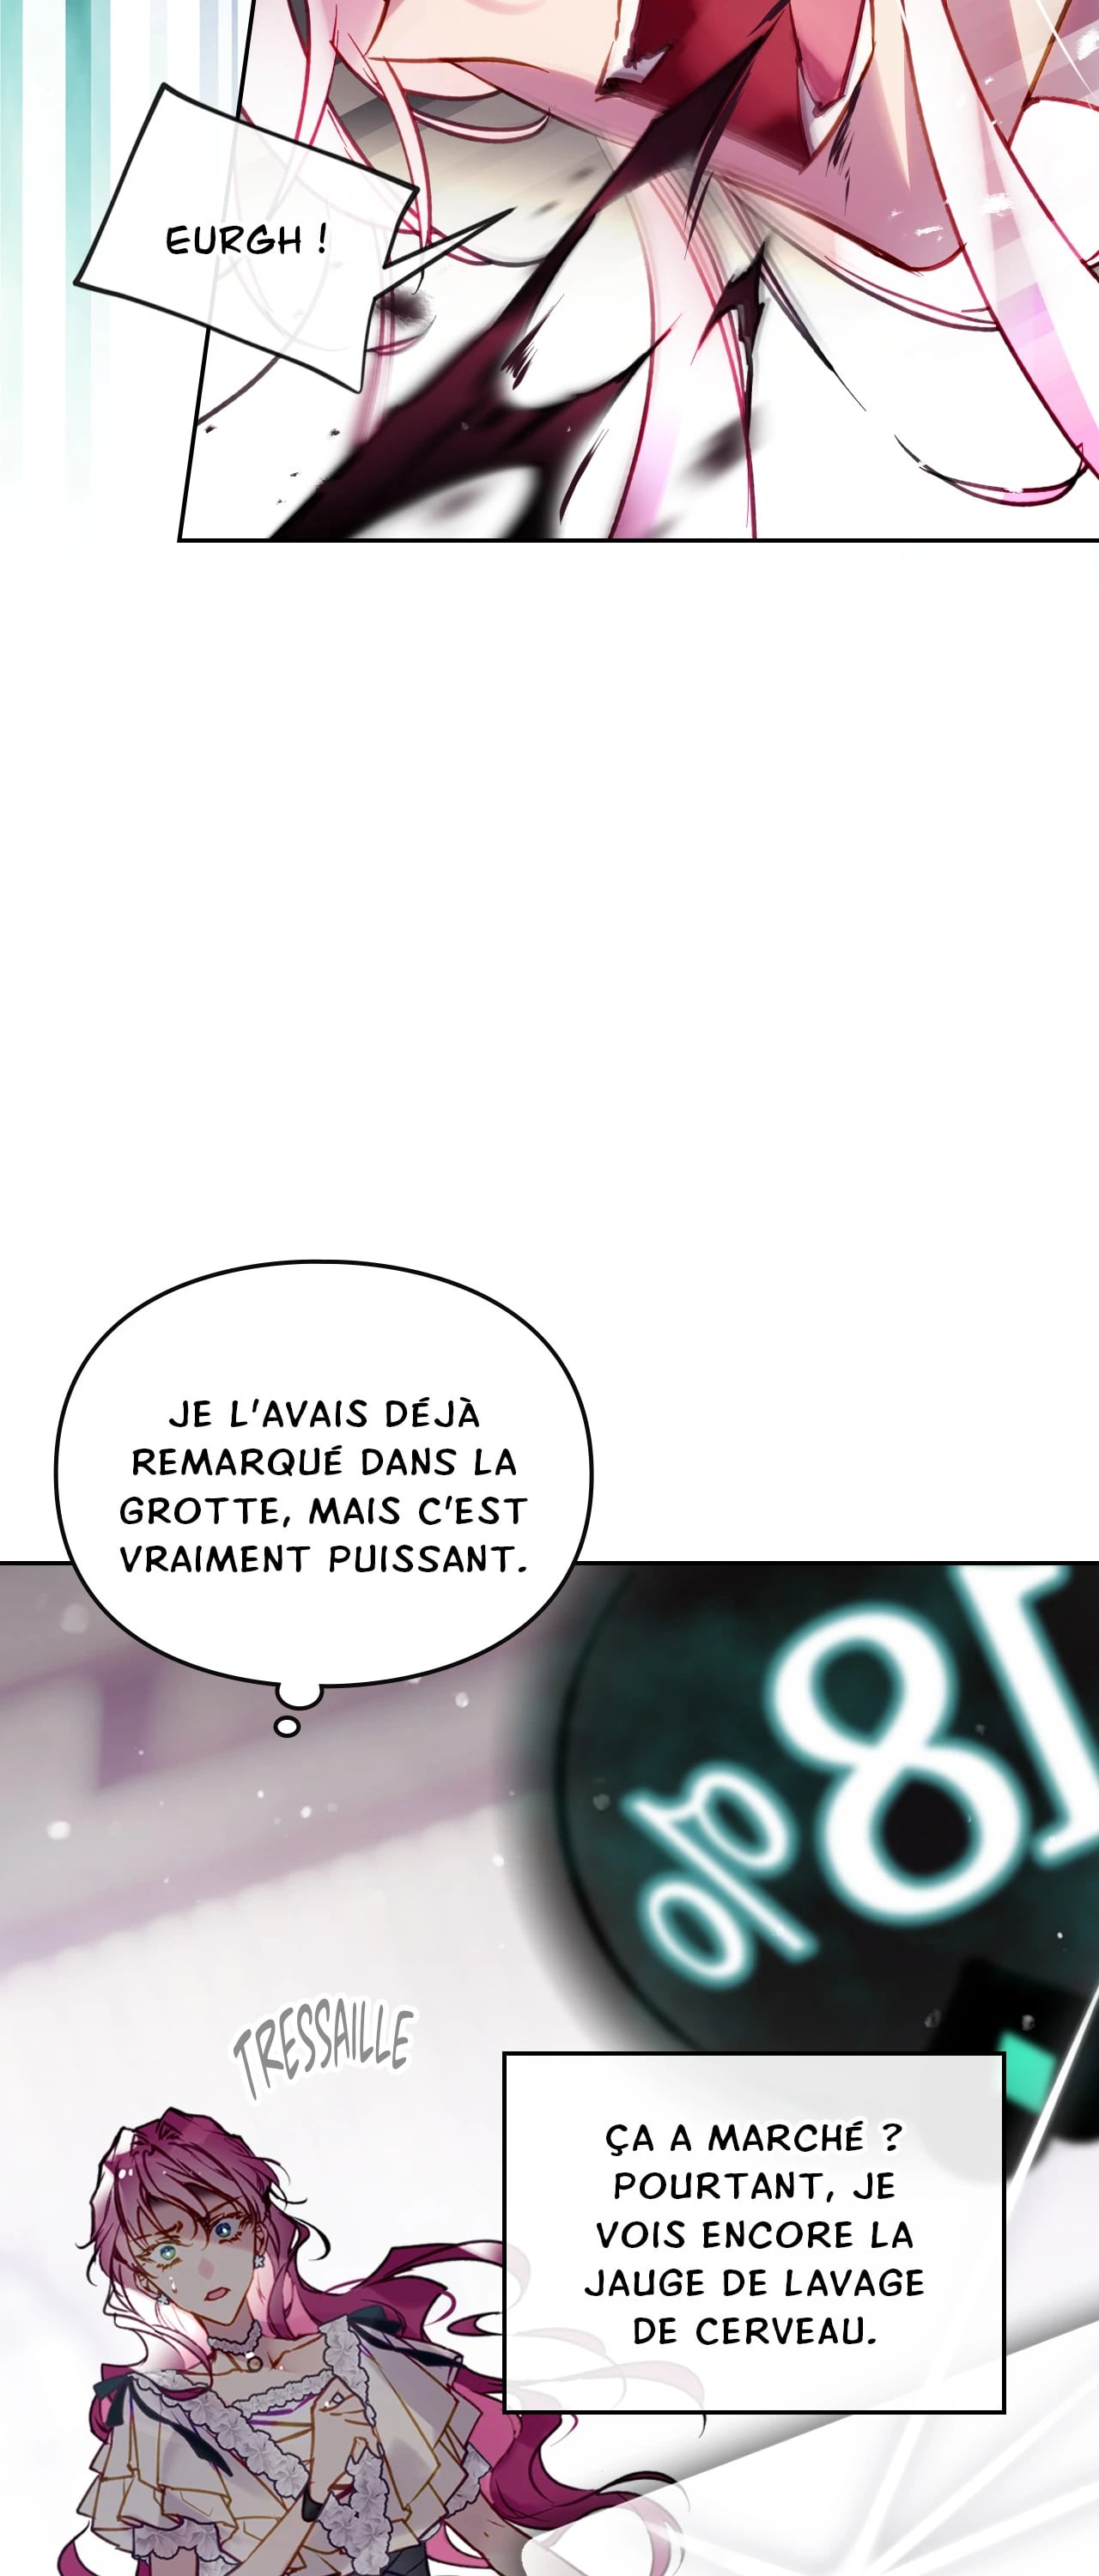 EURGH !
JE L'AVAIS DÉJÀ
REMARQUÉ DANS LA
GROTTE, MAIS C'EST
VRAIMENT PUISSANT.
18%
TRESSAILLE
ÇA A MARCHÉ ?
POURTANT, JE
VOIS ENCORE LA
JAUGE DE LAVAGE
DE CERVEAU.